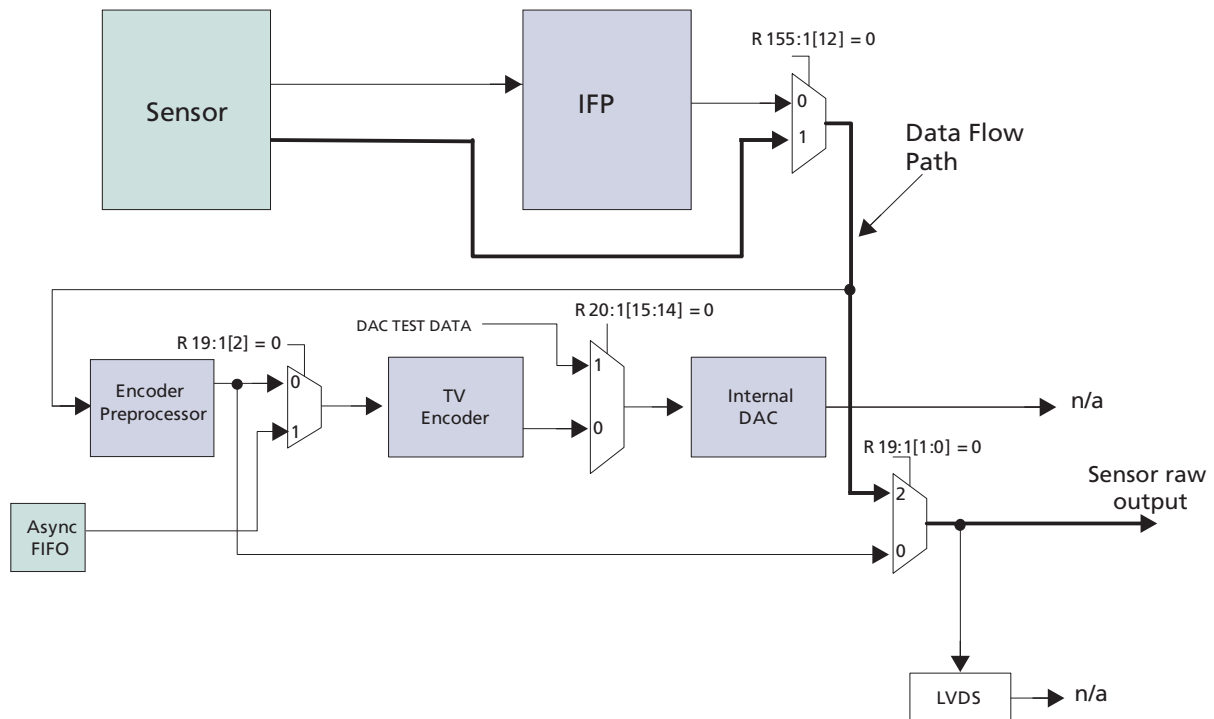 R 155:1[12] = 0
Sensor
IFP
0
1
Data Flow
Path
R 20:1[15:14] = 0
DAC TEST DATA
R 19:1[2] = 0
Encoder
Preprocessor
0
1
TV
Encoder
1
0
Internal
DAC
n/a
R 19:1[1:0] = 0
2
0
Sensor raw
output
Async
FIFO
LVDS
n/a